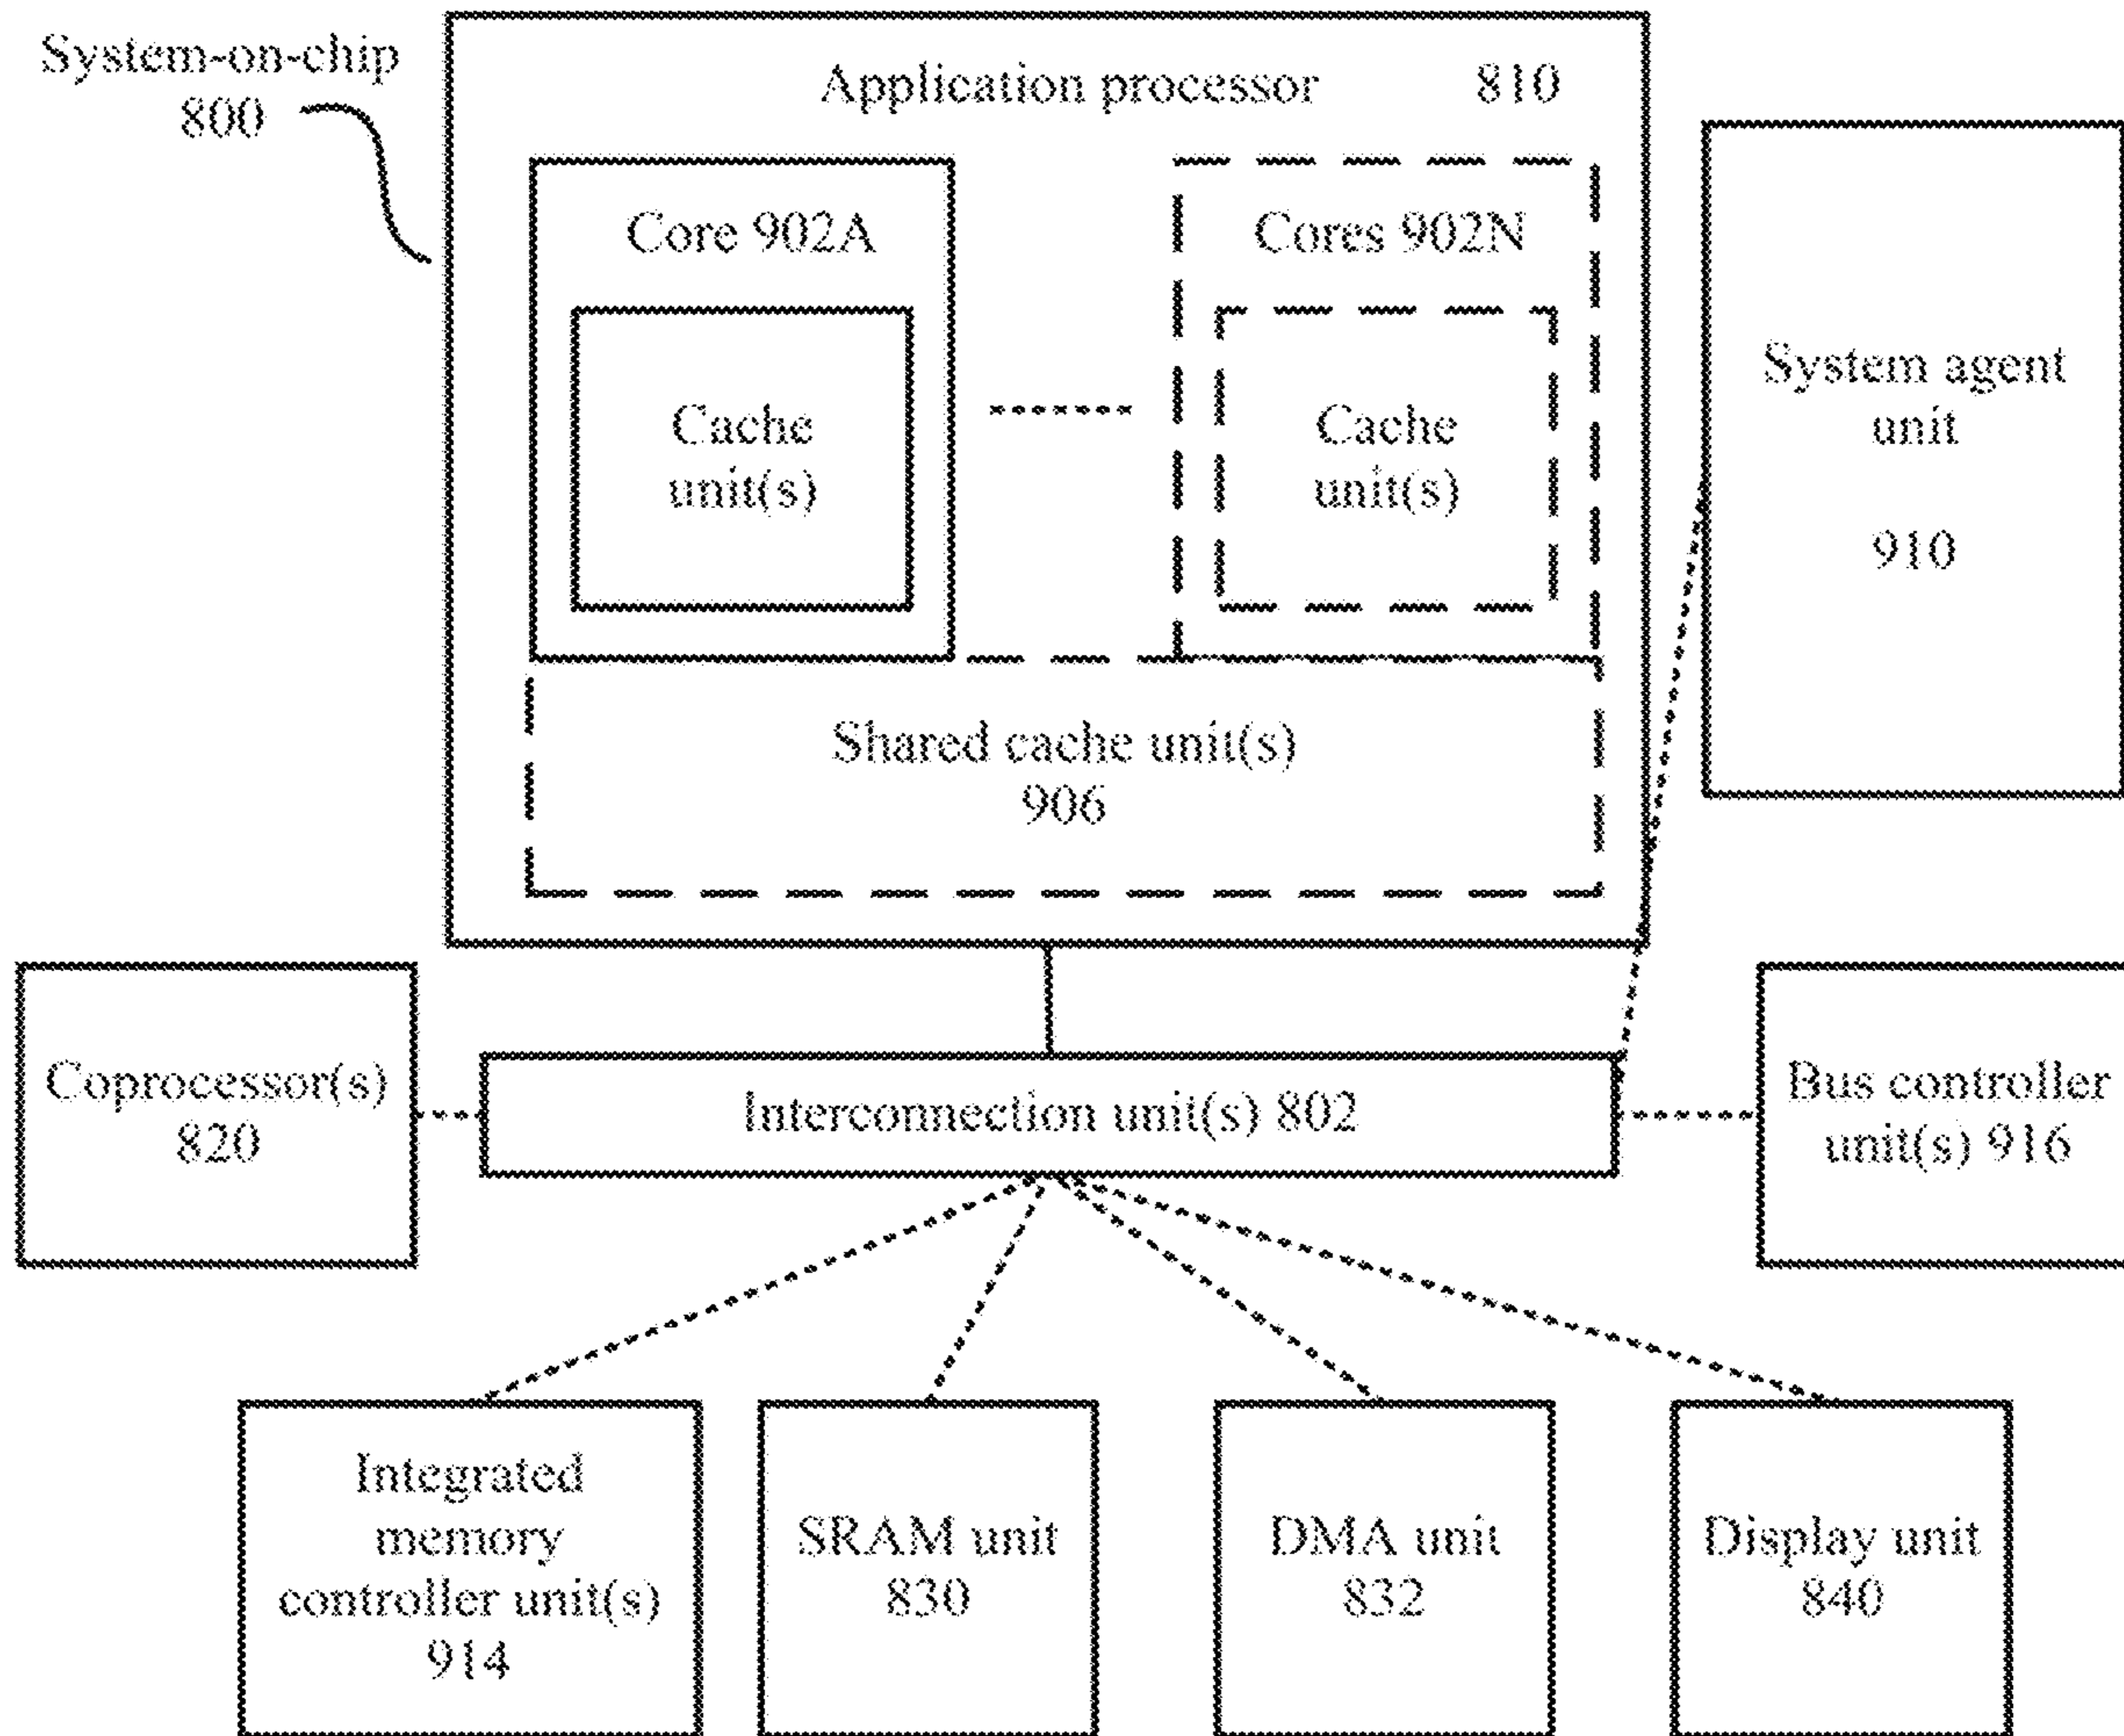 System-on-chip
800
Application processor 810
Core 902A
Cores 902N
Cache
unit(s)
Cache
unit(s)
System agent
unit
910
Shared cache unit(s)
906
Coprocessor(s)
820
Interconnection unit(s) 802
Bus controller
unit(s) 916
Integrated
memory
controller unit(s)
914
SRAM unit
830
DMA unit
832
Display unit
840